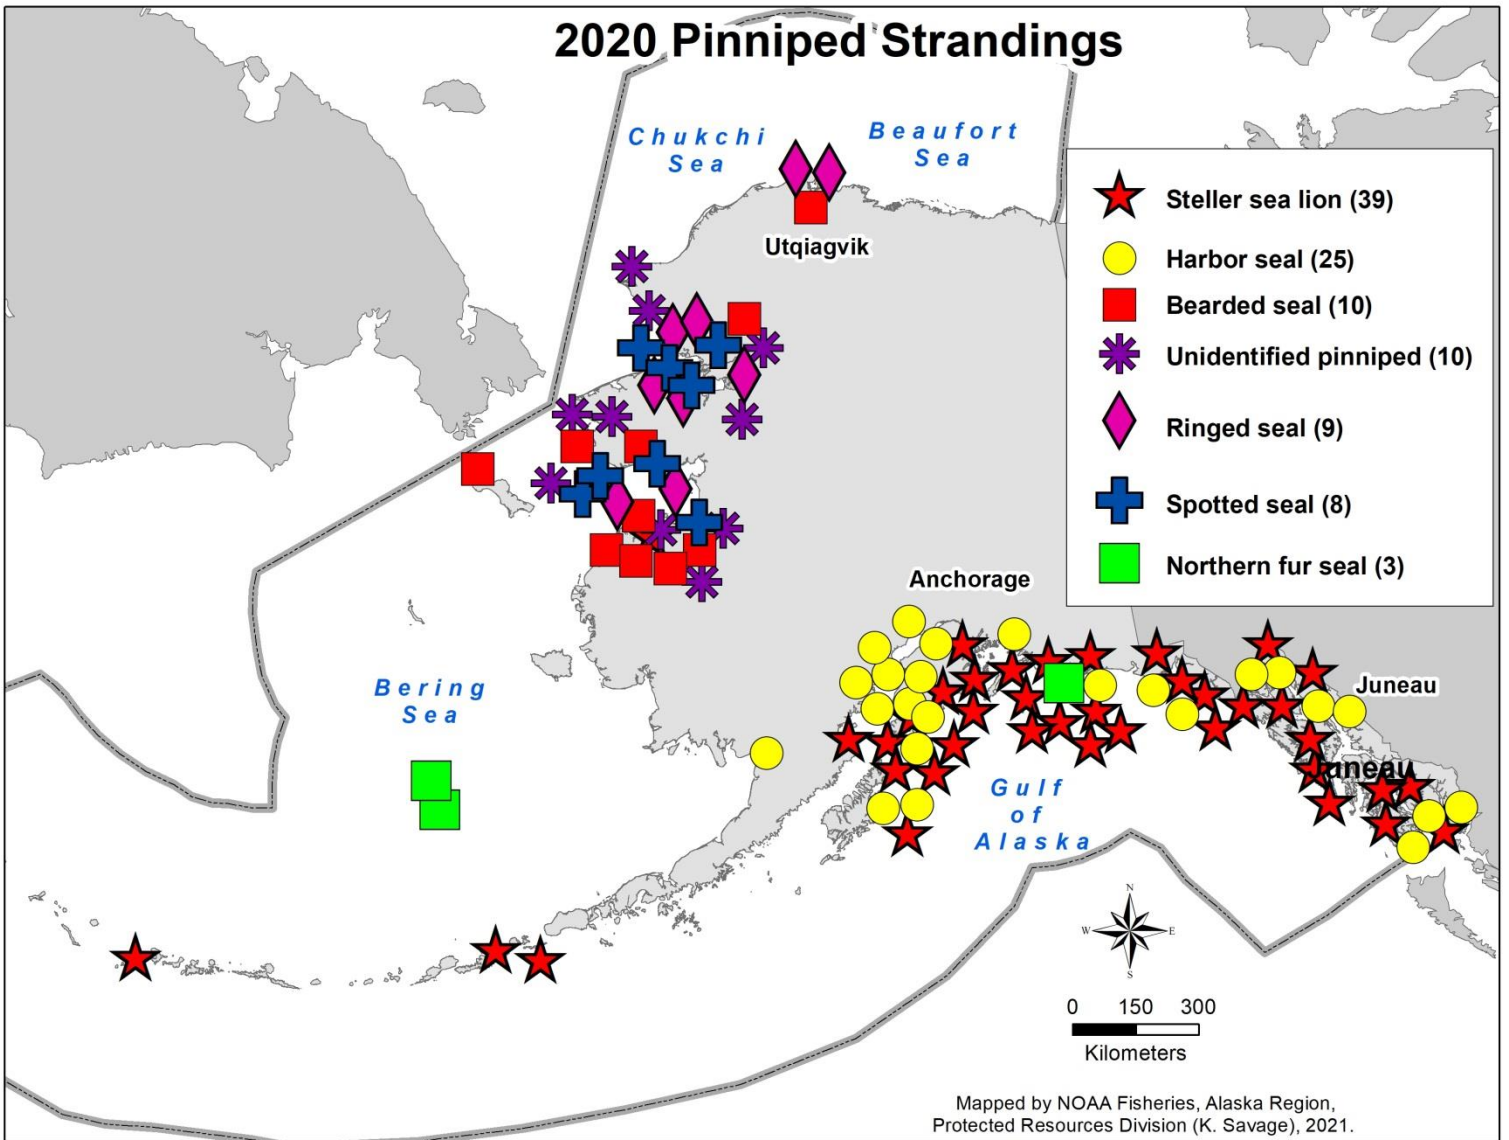 2020 Pinniped Strandings
Chukchi
Sea
Beaufort
Sea
Utqiagvik
Steller sea lion (39)
Harbor seal (25)
Bearded seal (10)
Unidentified pinniped (10)
Ringed seal (9)
Spotted seal (8)
Northern fur seal (3)
Anchorage
Bering
Sea
Juneau
Juneau
Gulf
of
Alaska
N
W E
S
0 150 300
Kilometers
Mapped by NOAA Fisheries, Alaska Region,
Protected Resources Division (K. Savage), 2021.